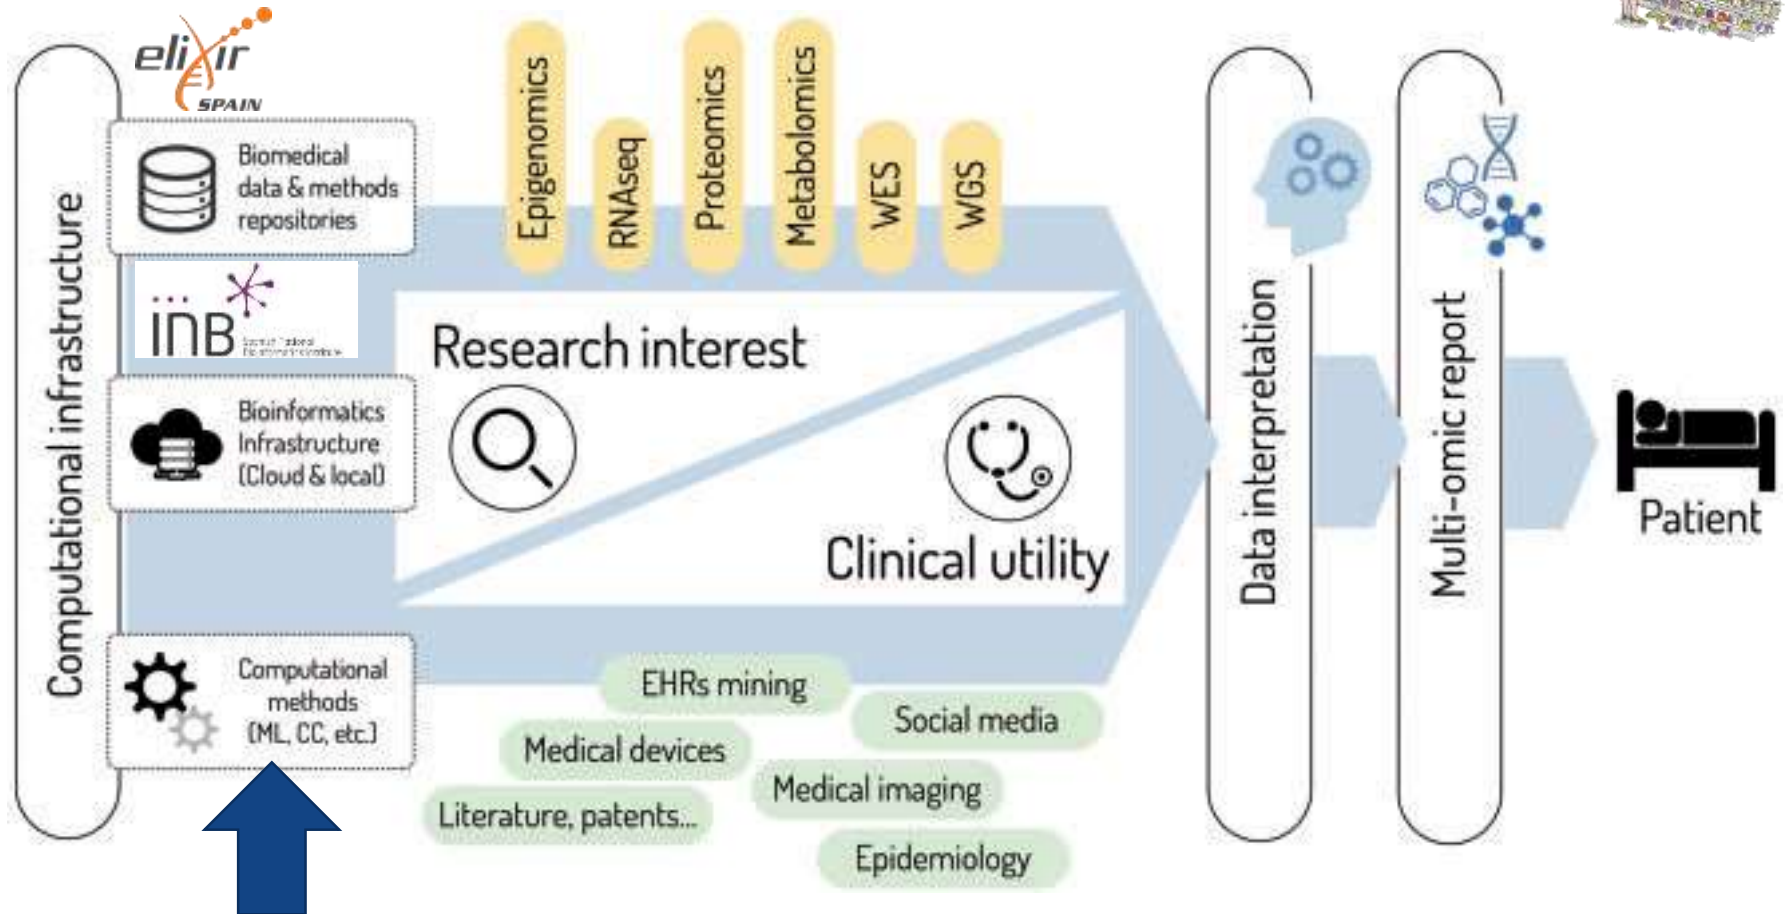 elixir
SPAIN
Computational infrastructure
Biomedical
data & methods
repositories
INB
Bioinformatics
Infrastructure
(Cloud & local)
Computational
methods
(ML, CC, etc.)
Epigenomics
RNAseq
Proteomics
Metabolomics
WES
WGS
Research interest
Clinical utility
EHRs mining
Social media
Medical devices
Medical imaging
Literature, patents...
Epidemiology
Data interpretation
Multi-omic report
Patient